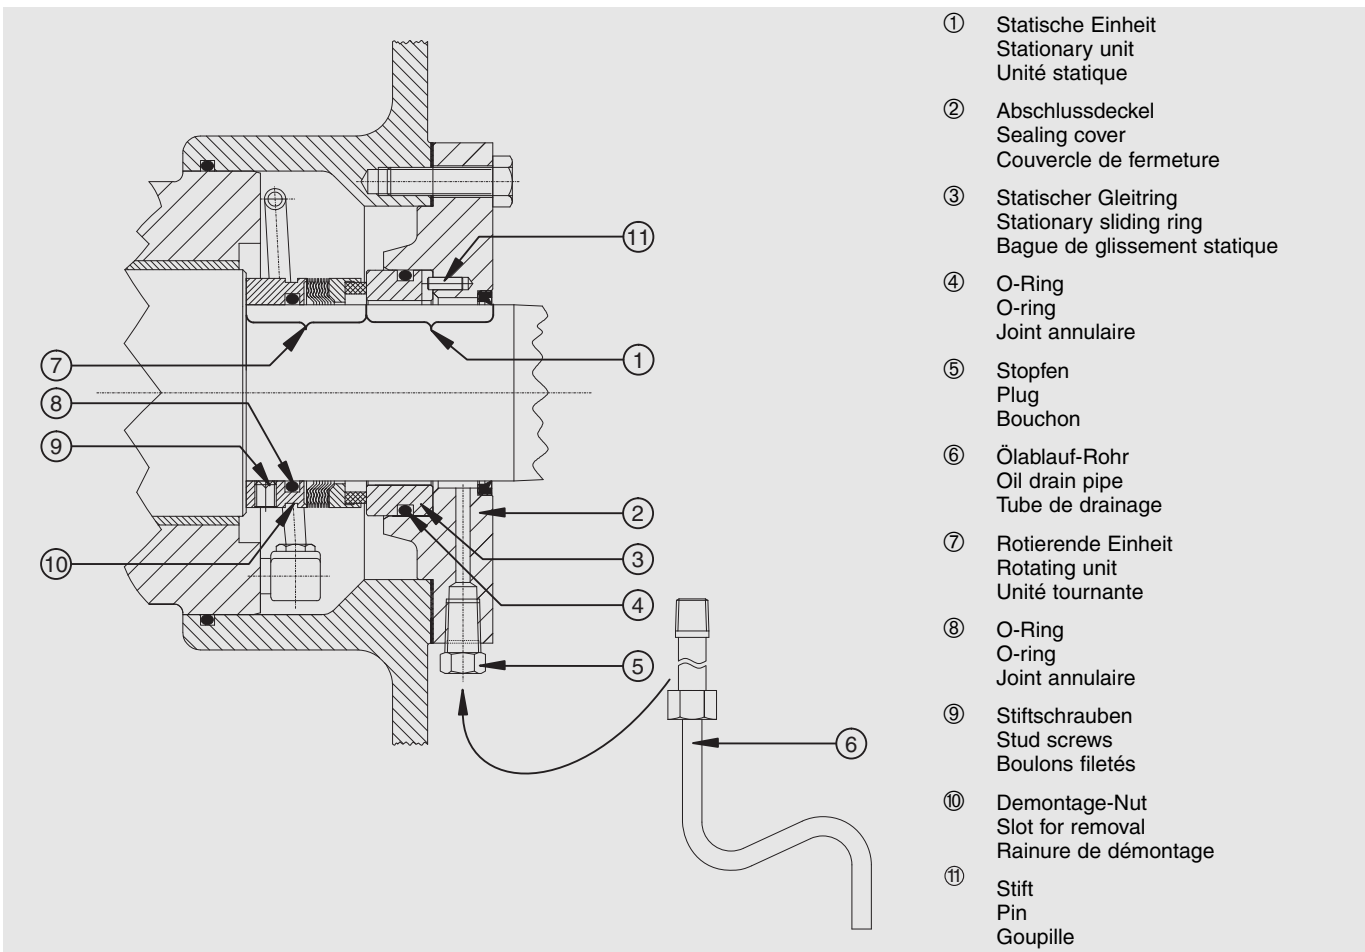 ① Statische Einheit
Stationary unit
Unité statique
② Abschlussdeckel
Sealing cover
Couvercle de fermeture
③ Statischer Gleitring
Stationary sliding ring
Bague de glissement statique
④ O-Ring
O-ring
Joint annulaire
⑤ Stopfen
Plug
Bouchon
⑥ Ölablauf-Rohr
Oil drain pipe
Tube de drainage
⑦ Rotierende Einheit
Rotating unit
Unité tournante
⑧ O-Ring
O-ring
Joint annulaire
⑨ Stiftschrauben
Stud screws
Boulons filetés
⑩ Demontage-Nut
Slot for removal
Rainure de démontage
⑪ Stift
Pin
Goupille
11
7
1
8
9
2
10
3
4
5
6